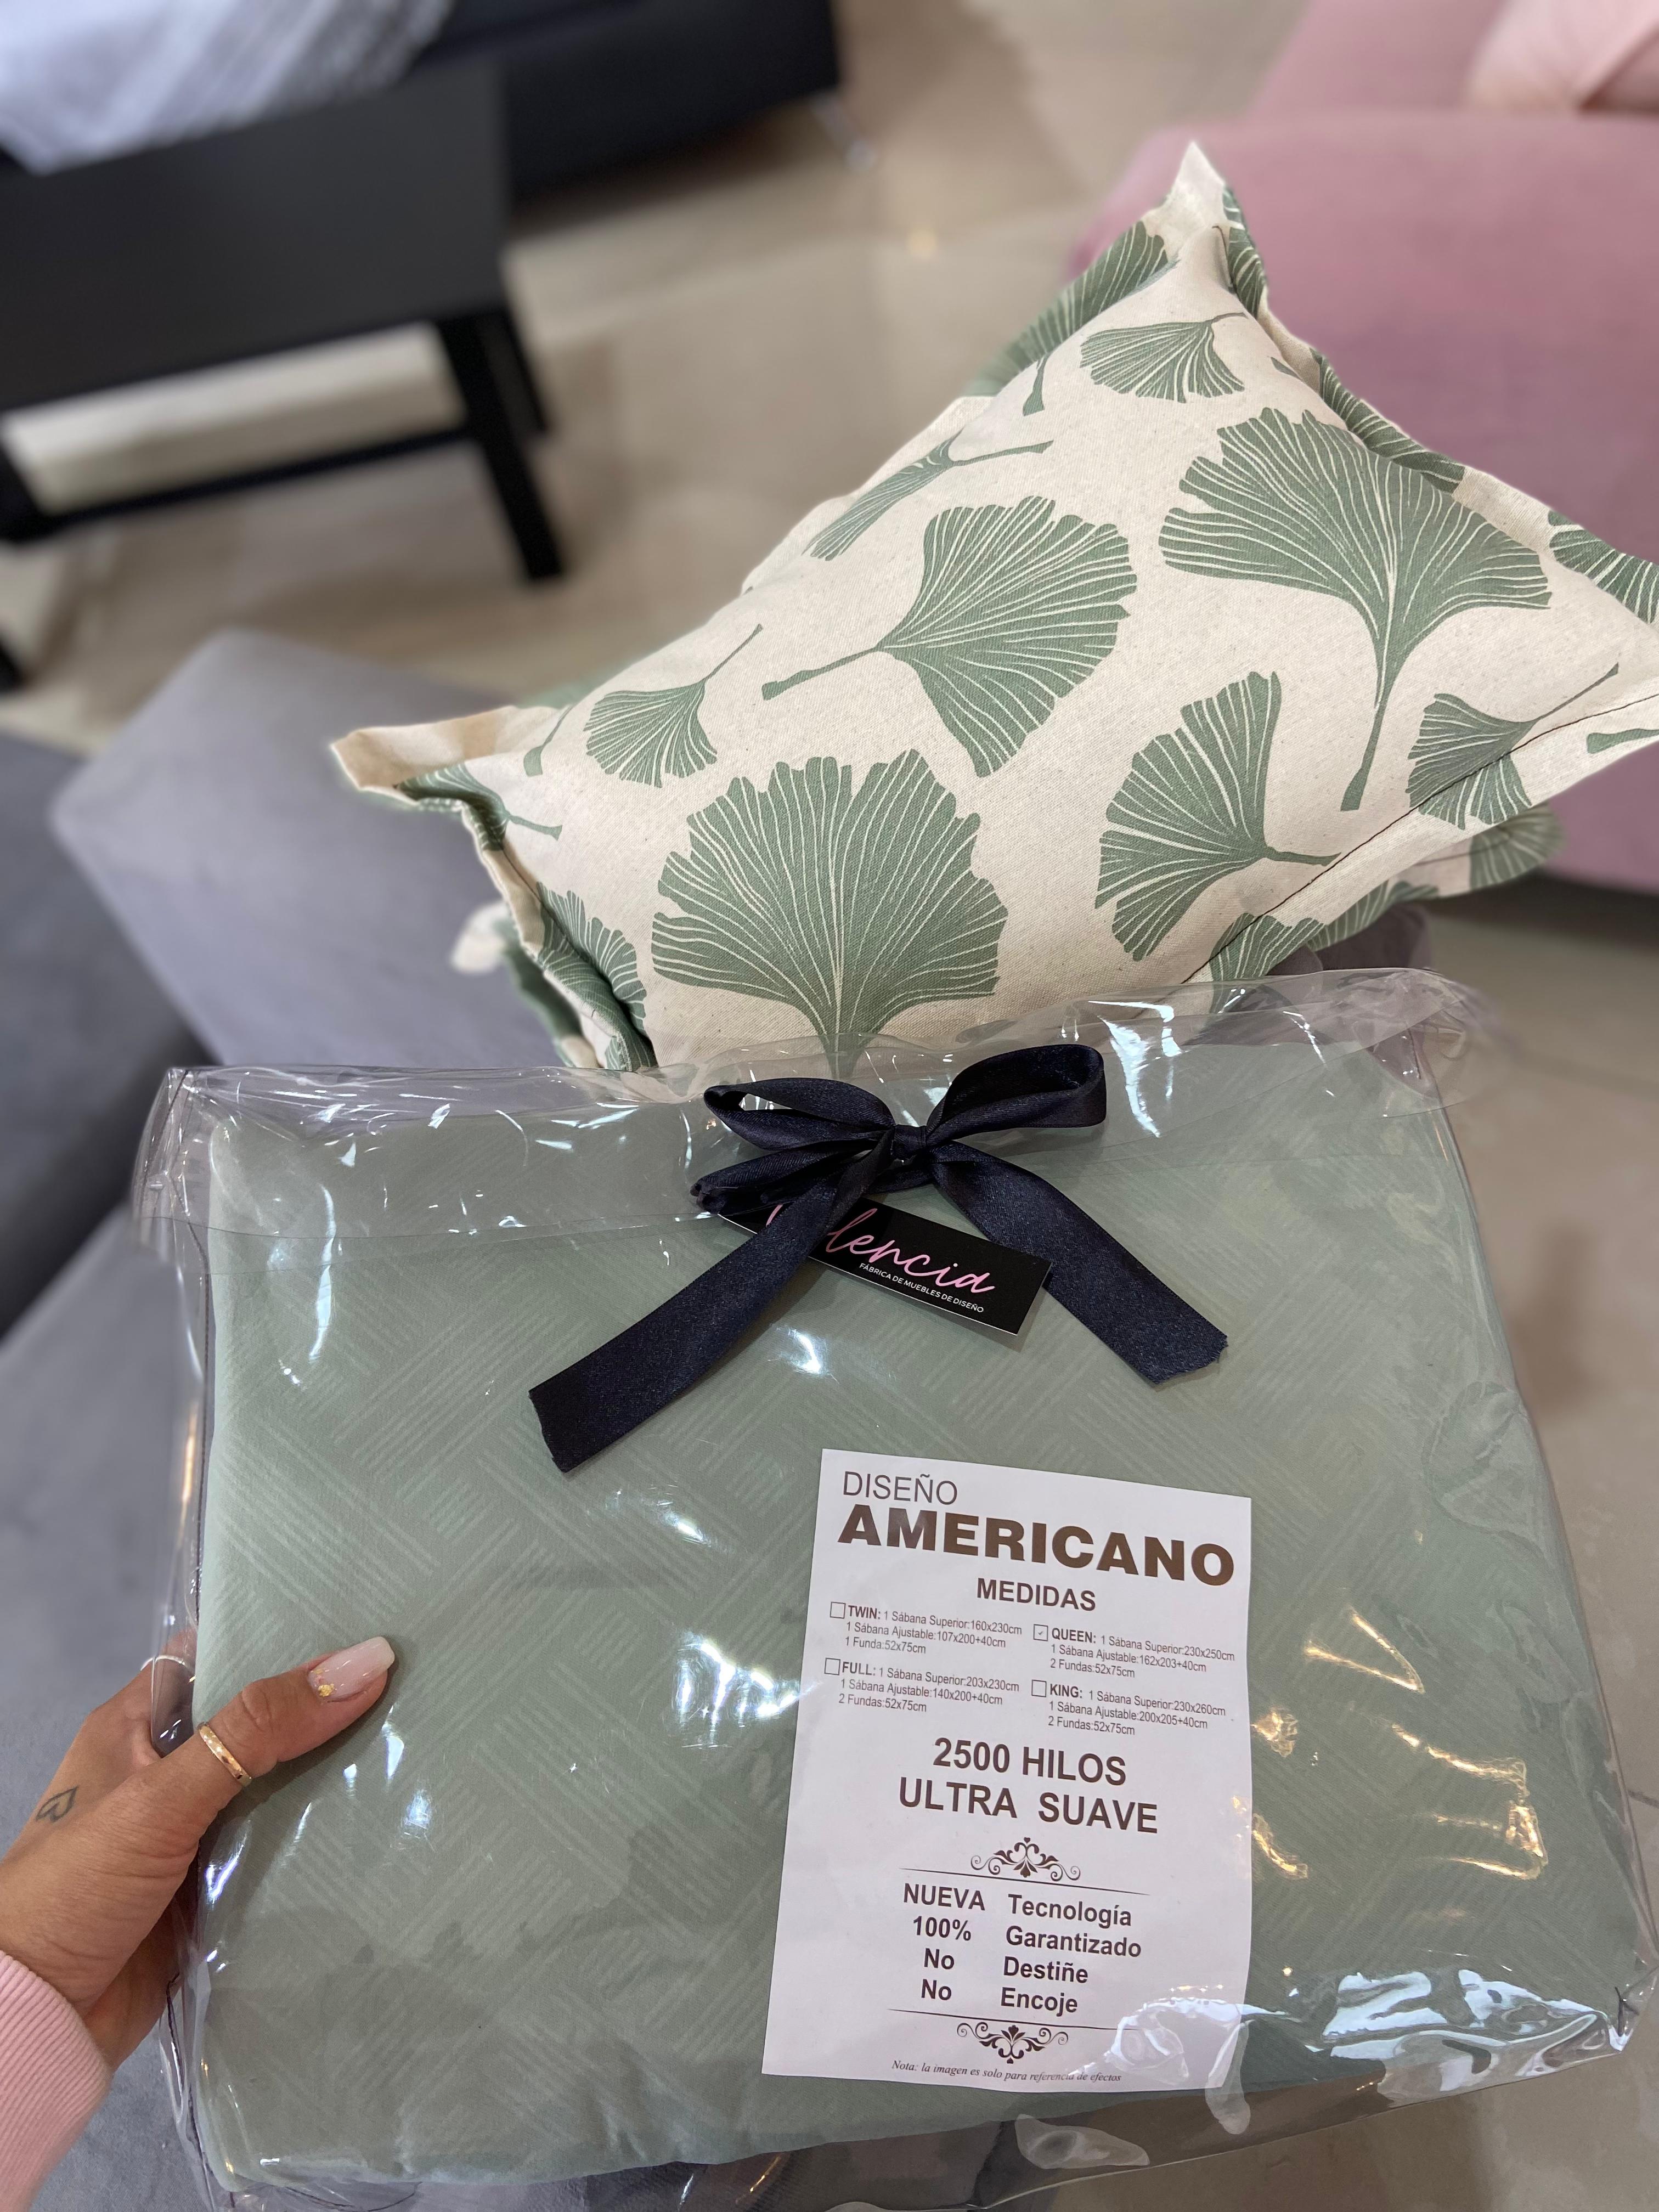 lencia
FÁBRICA DE MUEBLES DE DISEÑO
DISEÑO
AMERICANO
MEDIDAS
TWIN: 1 Sábana Superior:160x230cm
1 Sábana Ajustable:107x200+40cm
1 Funda:52x75cm
QUEEN: 1 Sábana Superior:230x250cm
1 Sábana Ajustable:162x203+40cm
2 Fundas:52x75cm
FULL: 1 Sábana Superior:203x230cm
1 Sábana Ajustable:140x200+40cm
2 Fundas:52x75cm
KING: 1 Sábana Superior:230x260cm
1 Sábana Ajustable:200x205+40cm
2 Fundas:52x75cm
2500 HILOS
ULTRA SUAVE
NUEVA Tecnología
100% Garantizado
No Destiñe
No Encoje
Nota: la imagen es solo para referencia de efectos